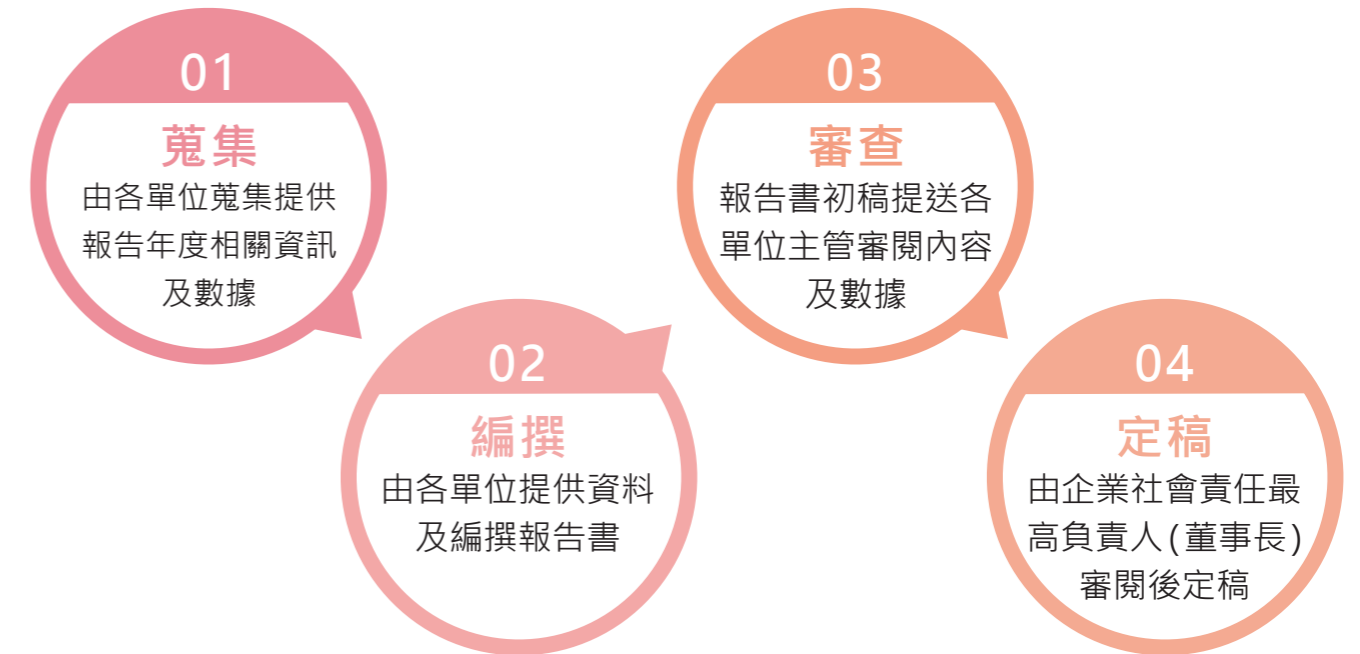 01
蒐集
由各單位蒐集提供
報告年度相關資訊
及數據
02
編撰
由各單位提供資料
及編撰報告書
03
審查
報告書初稿提送各
單位主管審閱內容
及數據
04
定稿
由企業社會責任最
高負責人(董事長)
審閱後定稿